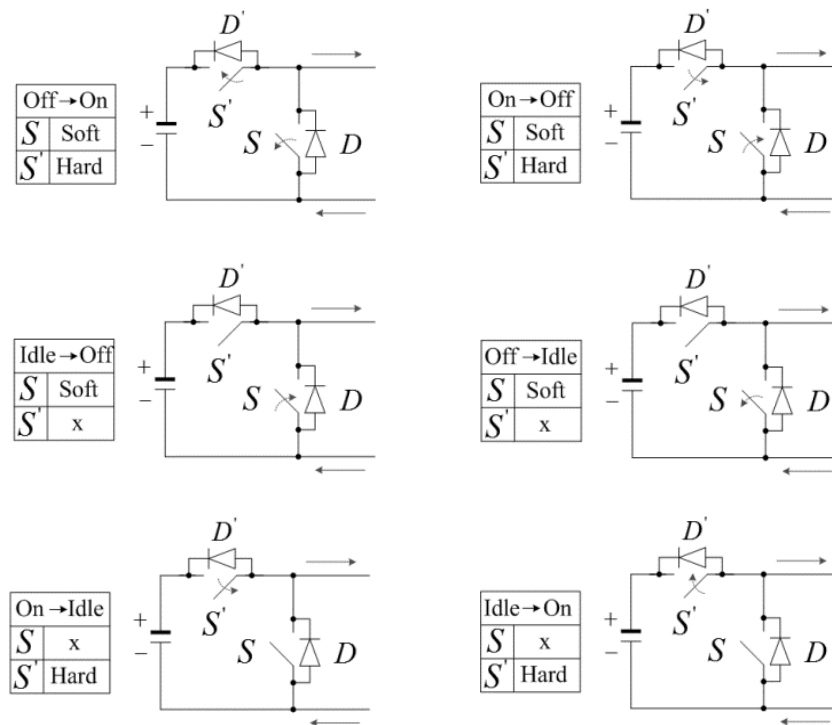 D'
Off→On
S Soft
S' Hard
+
−
S'
S
D
D'
On→Off
S Soft
S' Hard
+
−
S'
S
D
D'
Idle→Off
S Soft
S' x
+
−
S'
S
D
D'
Off→Idle
S Soft
S' x
+
−
S'
S
D
D'
On→Idle
S x
S' Hard
+
−
S'
S
D
D'
Idle→On
S x
S' Hard
+
−
S'
S
D